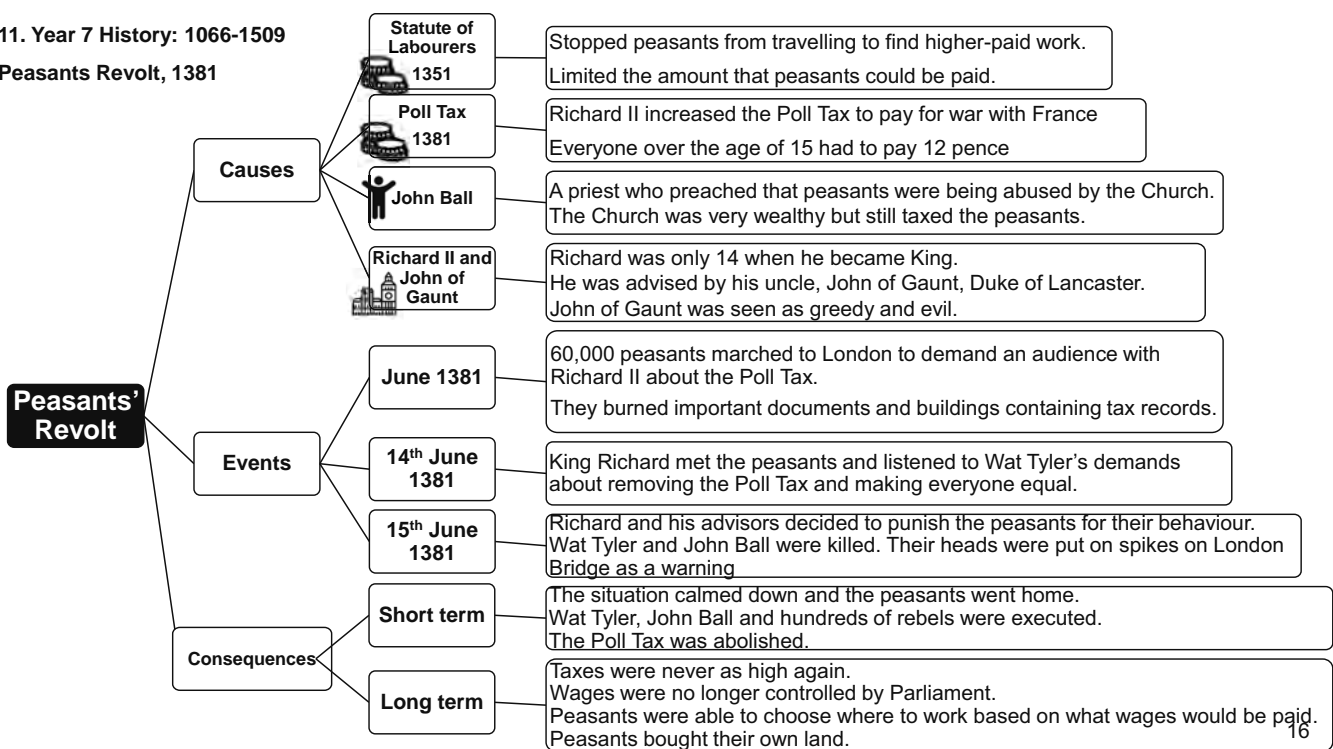 11. Year 7 History: 1066-1509
Peasants Revolt, 1381
Peasants'
Revolt
Causes
Statute of
Labourers
1351
Stopped peasants from travelling to find higher-paid work.
Limited the amount that peasants could be paid.
Poll Tax
1381
Richard II increased the Poll Tax to pay for war with France
Everyone over the age of 15 had to pay 12 pence
John Ball
A priest who preached that peasants were being abused by the Church.
The Church was very wealthy but still taxed the peasants.
Richard II and
John of
Gaunt
Richard was only 14 when he became King.
He was advised by his uncle, John of Gaunt, Duke of Lancaster.
John of Gaunt was seen as greedy and evil.
Events
June 1381
60,000 peasants marched to London to demand an audience with
Richard II about the Poll Tax.
They burned important documents and buildings containing tax records.
14th June
1381
King Richard met the peasants and listened to Wat Tyler's demands
about removing the Poll Tax and making everyone equal.
15th June
1381
Richard and his advisors decided to punish the peasants for their behaviour.
Wat Tyler and John Ball were killed. Their heads were put on spikes on London
Bridge as a warning
Consequences
Short term
The situation calmed down and the peasants went home.
Wat Tyler, John Ball and hundreds of rebels were executed.
The Poll Tax was abolished.
Long term
Taxes were never as high again.
Wages were no longer controlled by Parliament.
Peasants were able to choose where to work based on what wages would be paid.
Peasants bought their own land.
16